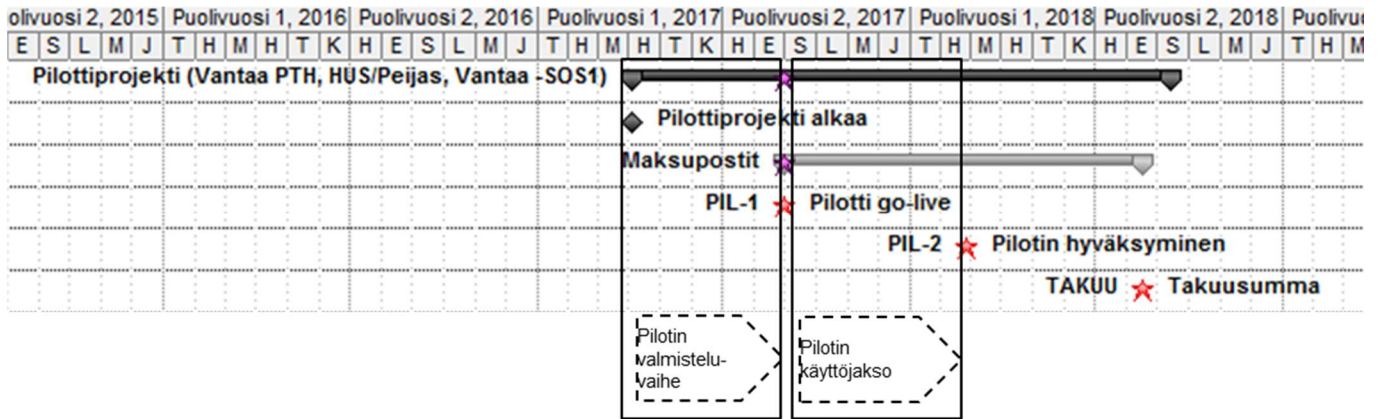 olivuosi 2, 2015 Puolivuosi 1, 2016 Puolivuosi 2, 2016 Puolivuosi 1, 2017 Puolivuosi 2, 2017 Puolivuosi 1, 2018 Puolivuosi 2, 2018 Puolivu
E S L M J T H M H T K H E S L M J T H M H T K H E S L M J T H M H T K H E S L M J T H M
Pilottiprojekti (Vantaa PTH, HUS/Peijas, Vantaa -SOS1)
Pilottiprojekti alkaa
Maksupostit
PIL-1 Pilotti go-live
PIL-2 Pilotin hyväksyminen
TAKUU Takuusumma
Pilotin
valmistelu-
vaihe
Pilotin
käyttöjakso